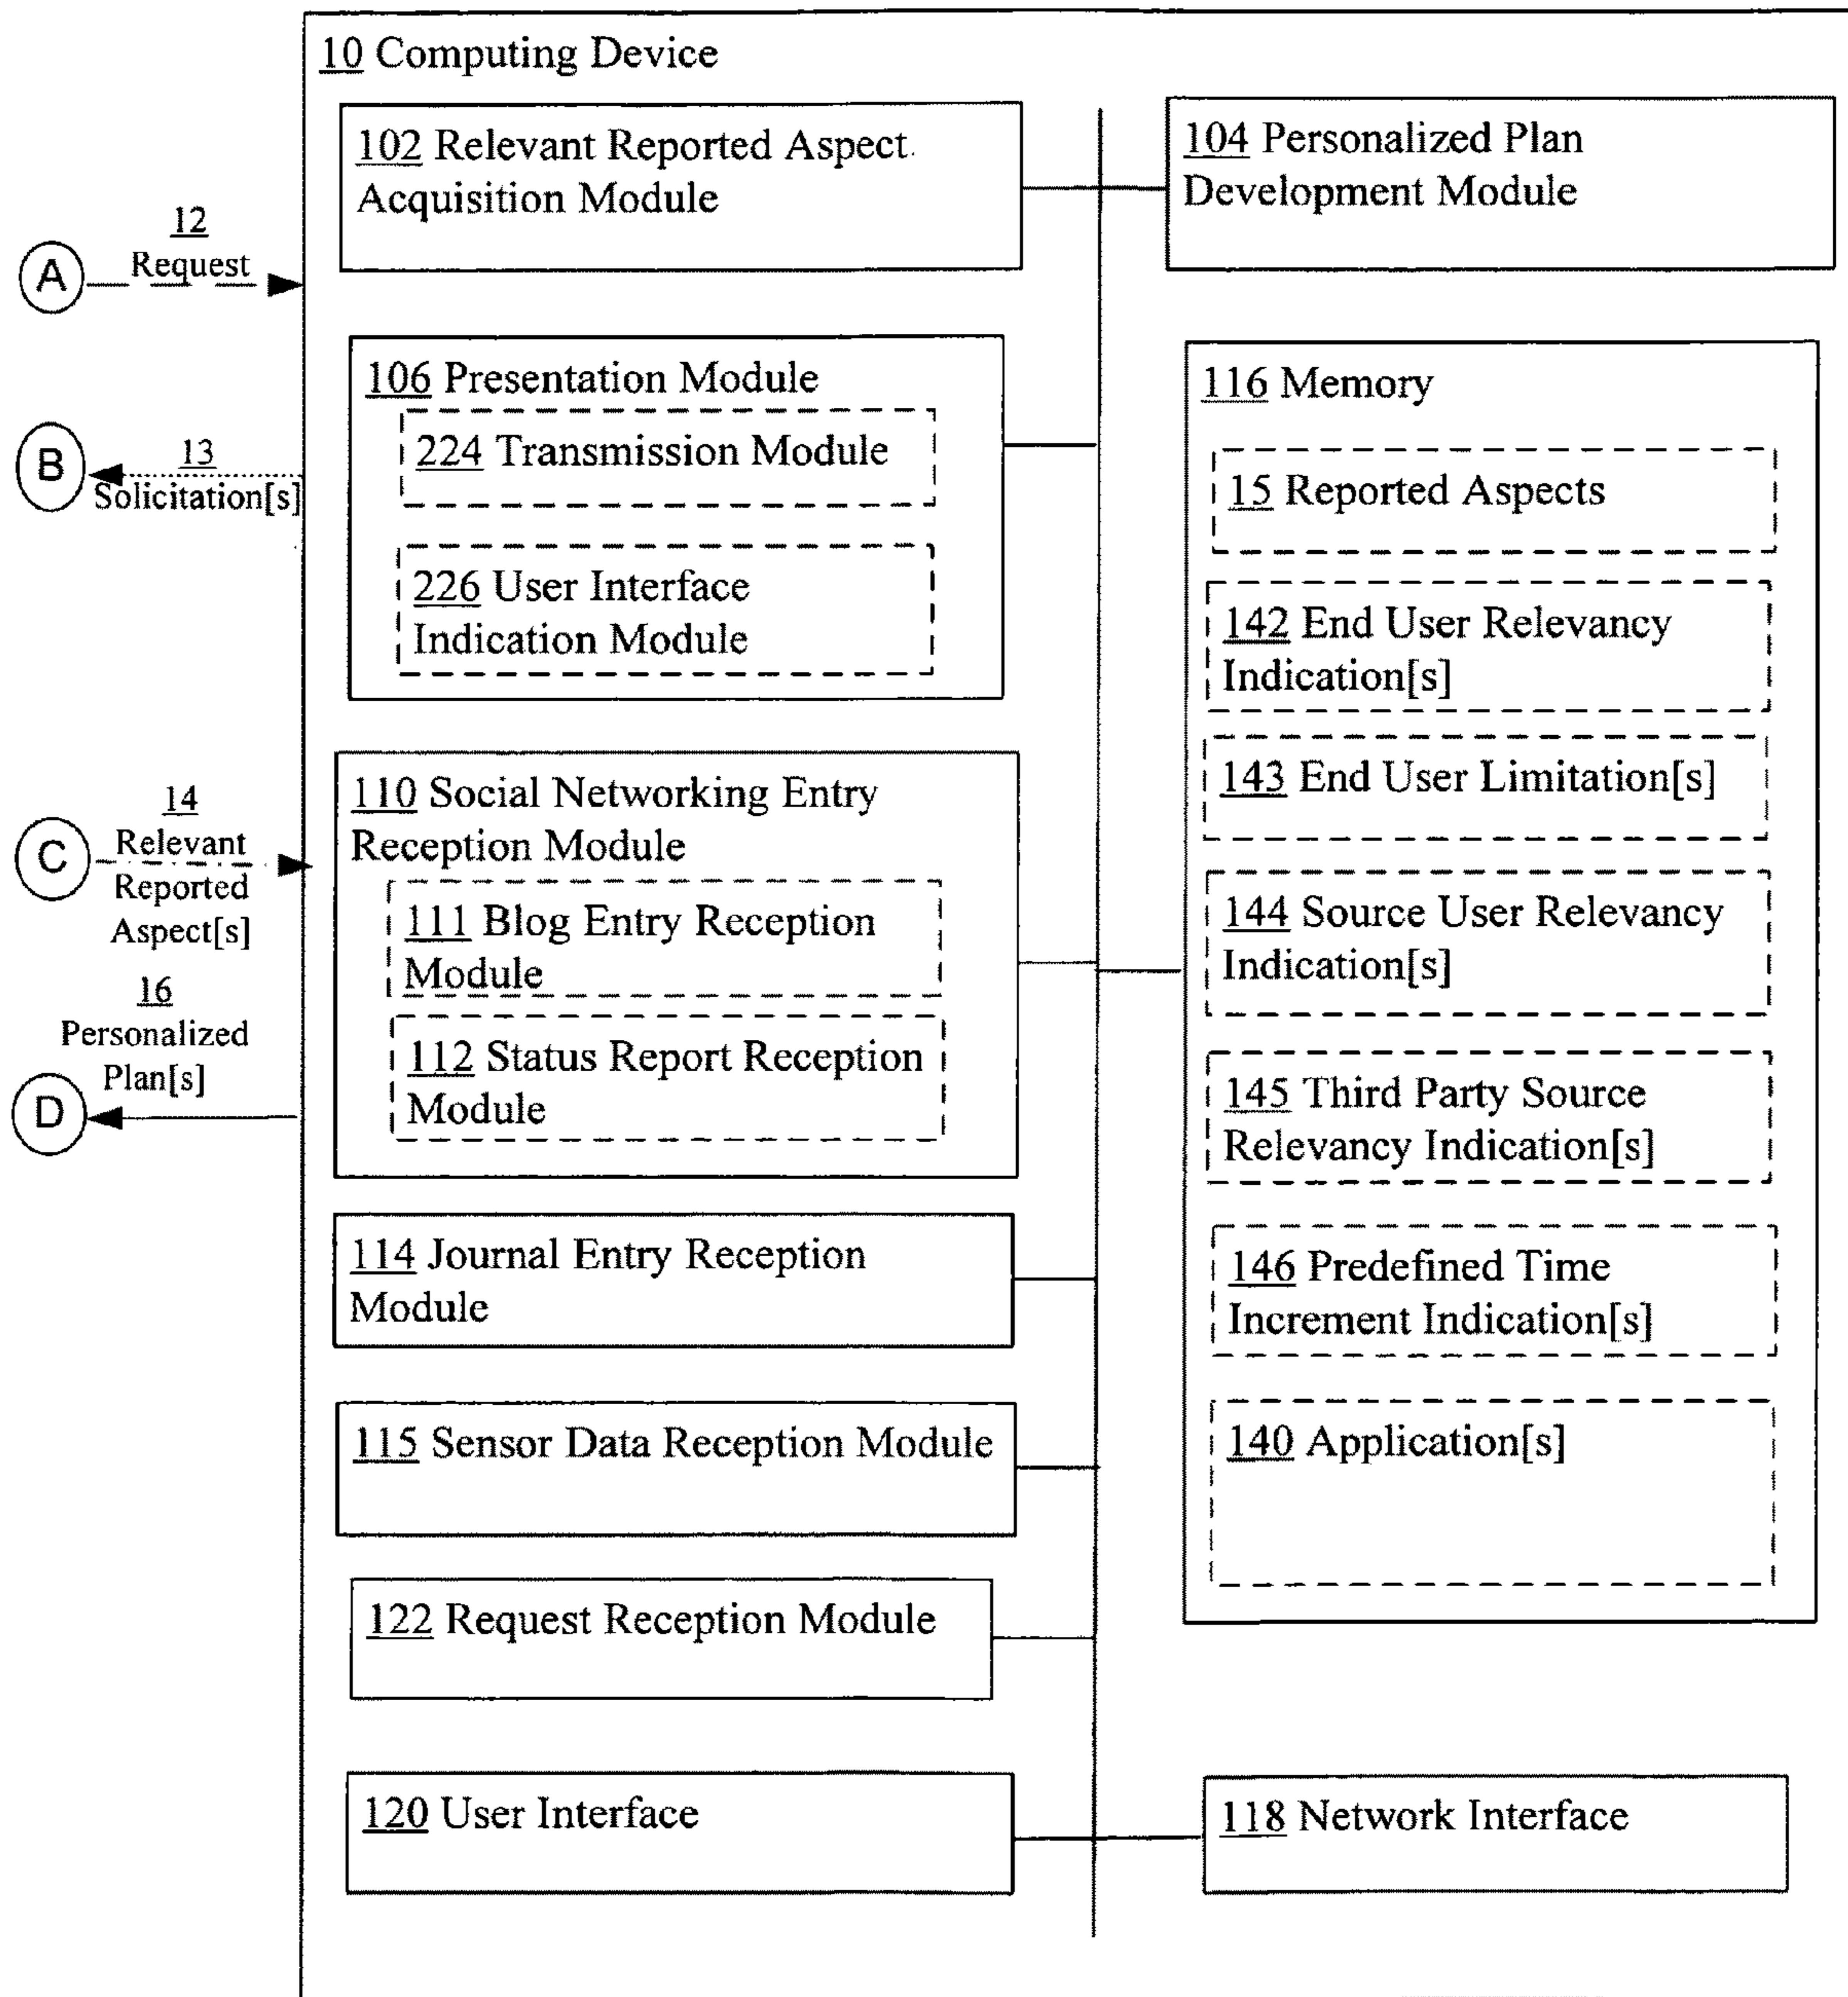 10 Computing Device
102 Relevant Reported Aspect
Acquisition Module
104 Personalized Plan
Development Module
12
Request
A
106 Presentation Module
224 Transmission Module
226 User Interface
Indication Module
13
Solicitation[s]
B
110 Social Networking Entry
Reception Module
111 Blog Entry Reception
Module
112 Status Report Reception
Module
14
Relevant
Reported
Aspect[s]
C
16
Personalized
Plan[s]
D
114 Journal Entry Reception
Module
115 Sensor Data Reception Module
122 Request Reception Module
120 User Interface
116 Memory
15 Reported Aspects
142 End User Relevancy
Indication[s]
143 End User Limitation[s]
144 Source User Relevancy
Indication[s]
145 Third Party Source
Relevancy Indication[s]
146 Predefined Time
Increment Indication[s]
140 Application[s]
118 Network Interface